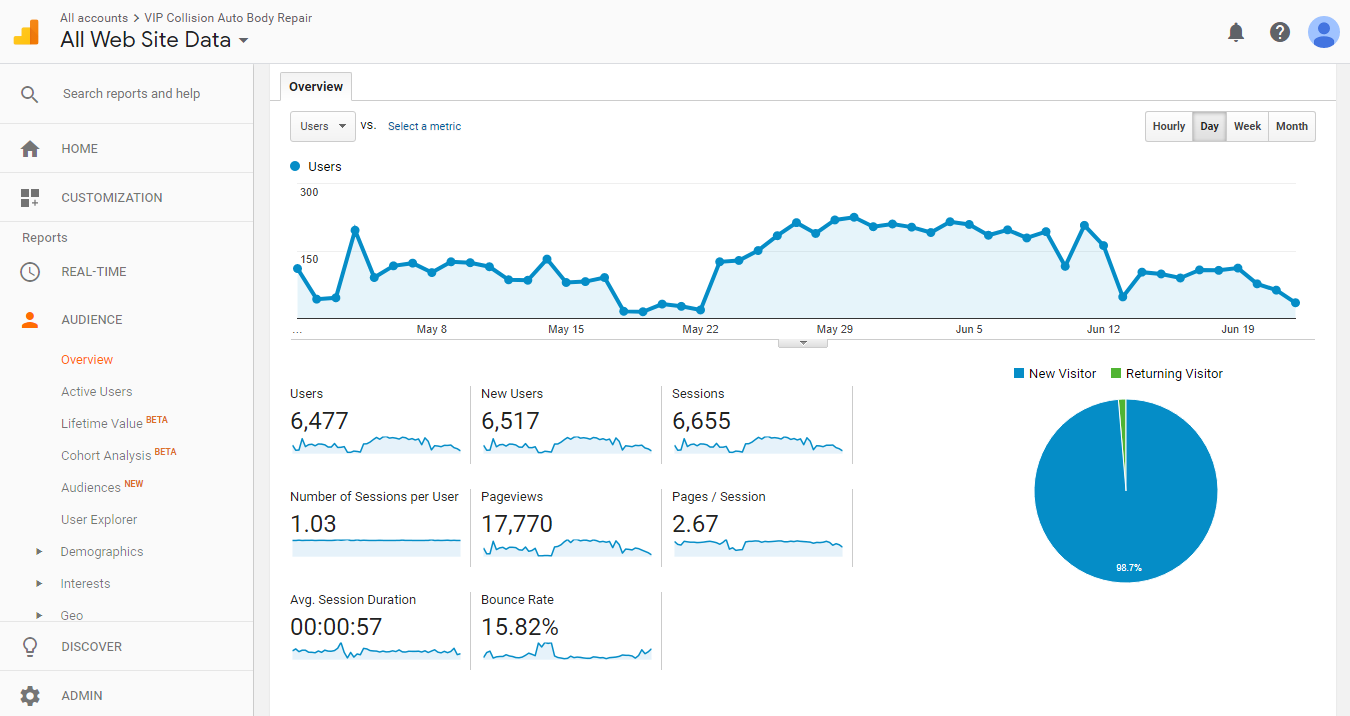 All accounts > VIP Collision Auto Body Repair
All Web Site Data
Search reports and help
HOME
CUSTOMIZATION
Reports
REAL-TIME
AUDIENCE
Overview
Active Users
Lifetime Value BETA
Cohort Analysis BETA
Audiences NEW
User Explorer
Demographics
Interests
Geo
DISCOVER
ADMIN
Overview
Users VS. Select a metric
Hourly Day Week Month
Users
300
150
... May 8 May 15 May 22 May 29 Jun 5 Jun 12 Jun 19
New Visitor Returning Visitor
98.7%
Users
6,477
New Users
6,517
Sessions
6,655
Number of Sessions per User
1.03
Pageviews
17,770
Pages / Session
2.67
Avg. Session Duration
00:00:57
Bounce Rate
15.82%